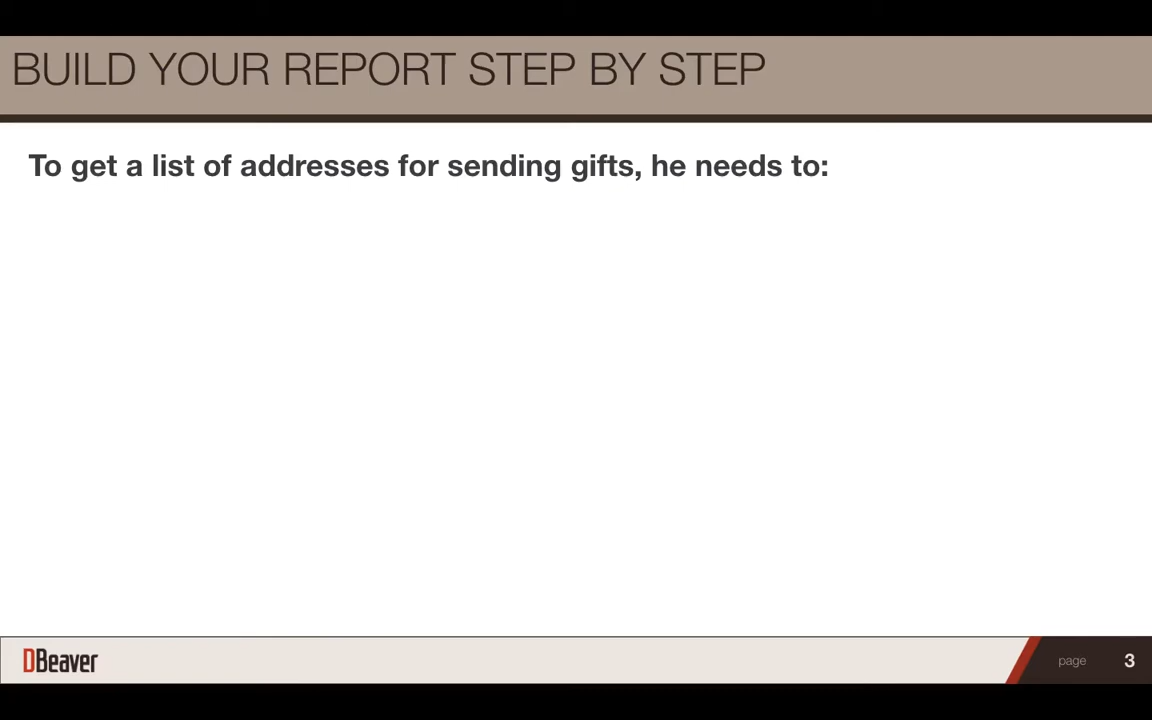 BUILD YOUR REPORT STEP BY STEP
To get a list of addresses for sending gifts, he needs to:
DBeaver
page 3